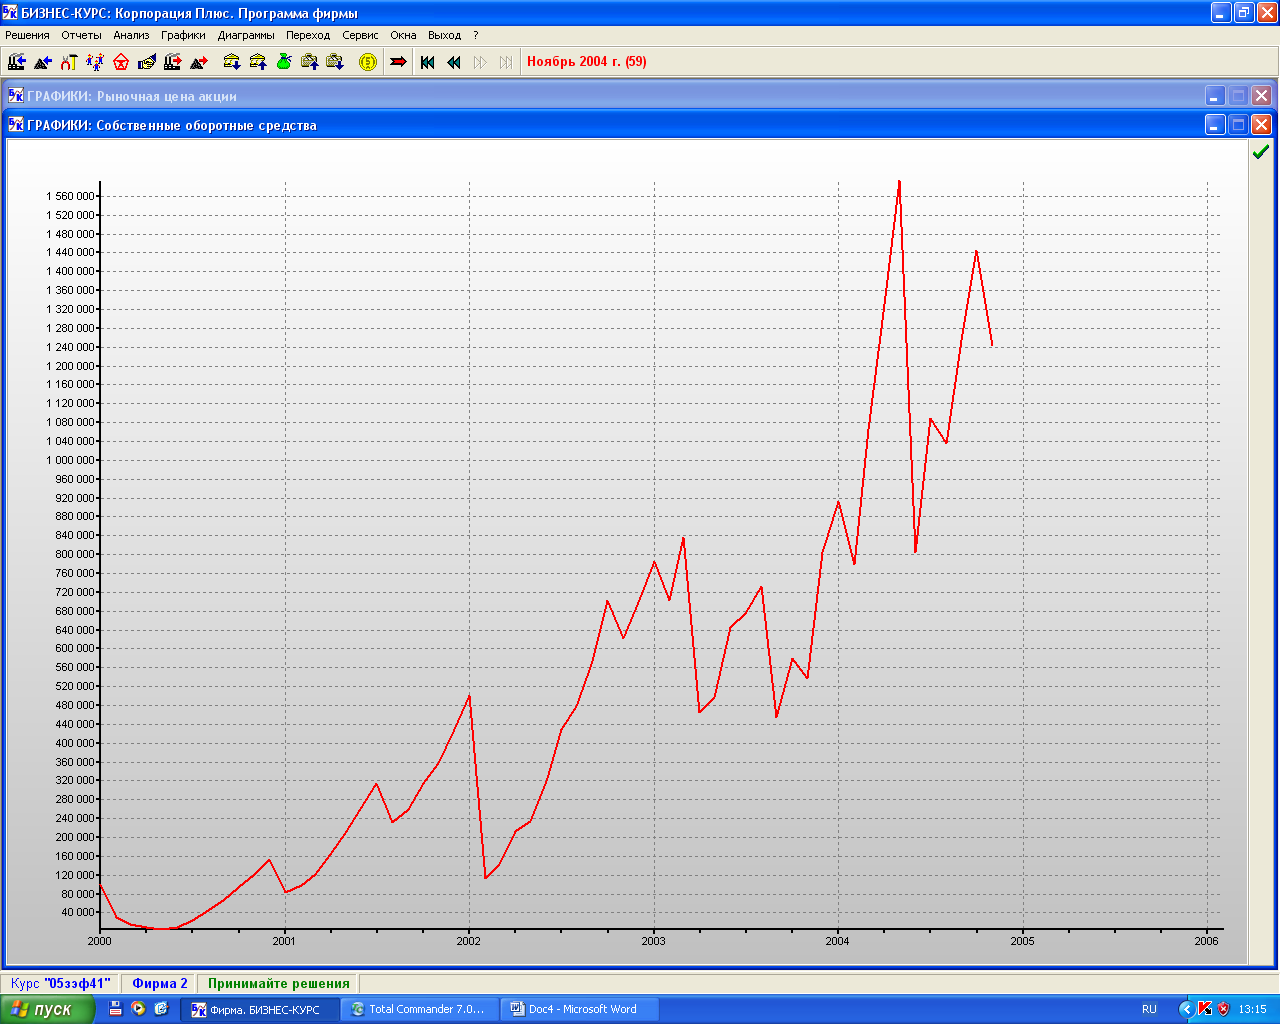 БИЗНЕС-КУРС: Корпорация Плюс. Программа фирмы
Решения Отчеты Анализ Графики Диаграммы Переход Сервис Окна Выход ?
Ноябрь 2004 г. (59)
ГРАФИКИ: Рыночная цена акции
ГРАФИКИ: Собственные оборотные средства
1 560 000
1 520 000
1 480 000
1 440 000
1 400 000
1 360 000
1 320 000
1 280 000
1 240 000
1 200 000
1 160 000
1 120 000
1 080 000
1 040 000
1 000 000
960 000
920 000
880 000
840 000
800 000
760 000
720 000
680 000
640 000
600 000
560 000
520 000
480 000
440 000
400 000
360 000
320 000
280 000
240 000
200 000
160 000
120 000
80 000
40 000
2000 2001 2002 2003 2004 2005 2006
Курс "05зэф41" Фирма 2 Принимайте решения
пуск Фирма. БИЗНЕС-КУРС Total Commander 7.0... Doc4 - Microsoft Word RU 13:15